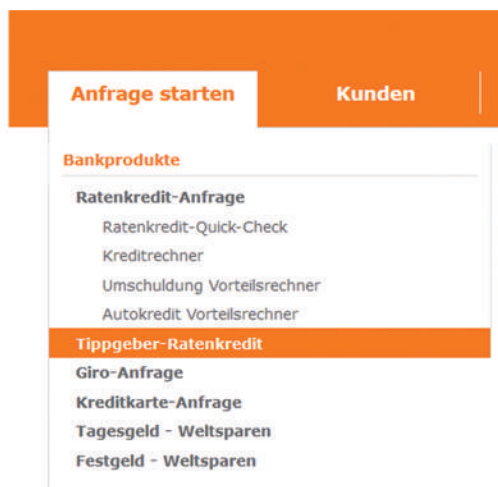 Anfrage starten Kunden
Bankprodukte
Ratenkredit-Anfrage
Ratenkredit-Quick-Check
Kreditrechner
Umschuldung Vorteilsrechner
Autokredit Vorteilsrechner
Tippgeber-Ratenkredit
Giro-Anfrage
Kreditkarte-Anfrage
Tagesgeld - Weltsparen
Festgeld - Weltsparen